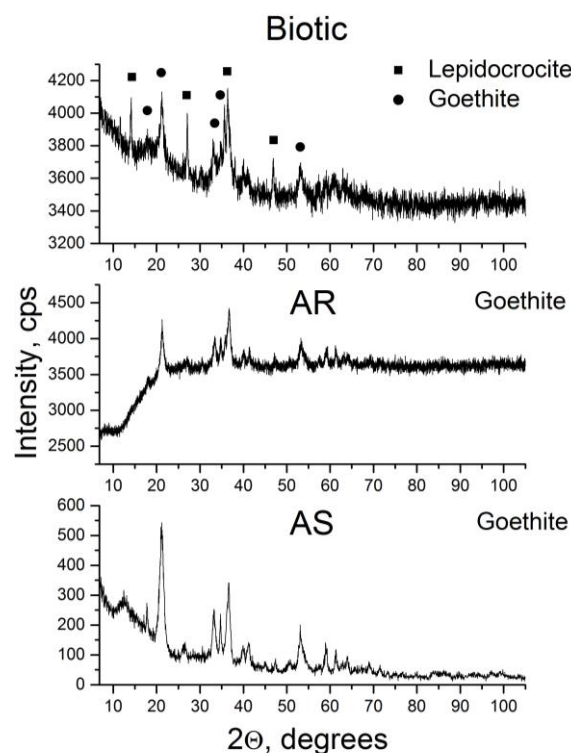 Biotic
■ Lepidocrocite
● Goethite
4200
4000
3800
3600
3400
3200
10 20 30 40 50 60 70 80 90 100
AR
Goethite
4500
4000
3500
3000
2500
10 20 30 40 50 60 70 80 90 100
Intensity, cps
AS
Goethite
600
500
400
300
200
100
0
10 20 30 40 50 60 70 80 90 100
2Θ, degrees